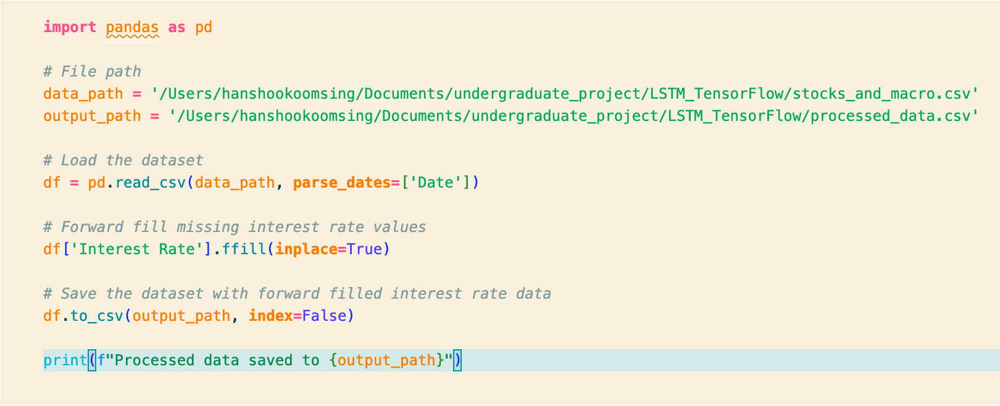 import pandas as pd
# File path
data_path = '/Users/hanshookoomsing/Documents/undergraduate_project/LSTM_TensorFlow/stocks_and_macro.csv'
output_path = '/Users/hanshookoomsing/Documents/undergraduate_project/LSTM_TensorFlow/processed_data.csv'
# Load the dataset
df = pd.read_csv(data_path, parse_dates=['Date'])
# Forward fill missing interest rate values
df['Interest Rate'].ffill(inplace=True)
# Save the dataset with forward filled interest rate data
df.to_csv(output_path, index=False)
print(f"Processed data saved to {output_path}")